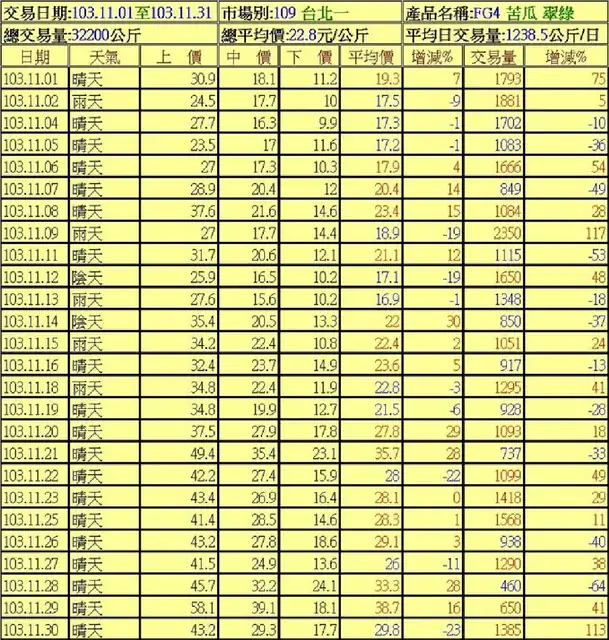 交易日期:103.11.01至103.11.31 市場別:109 台北一 產品名稱:FG4 苦瓜 翠綠
總交易量:32200公斤 總平均價:22.8元/公斤 平均日交易量:1238.5公斤/日
日期 天氣 上 價 中 價 下 價 平均價 增減% 交易量 增減%
103.11.01 晴天 30.9 18.1 11.2 19.3 7 1793 75
103.11.02 雨天 24.5 17.7 10 17.5 -9 1881 5
103.11.04 晴天 27.7 16.3 9.9 17.3 -1 1702 -10
103.11.05 晴天 23.5 17 11.6 17.2 -1 1083 -36
103.11.06 晴天 27 17.3 10.3 17.9 4 1666 54
103.11.07 晴天 28.9 20.4 12 20.4 14 849 -49
103.11.08 晴天 37.6 21.6 14.6 23.4 15 1084 28
103.11.09 雨天 27 17.7 14.4 18.9 -19 2350 117
103.11.11 晴天 31.7 20.6 12.1 21.1 12 1115 -53
103.11.12 陰天 25.9 16.5 10.2 17.1 -19 1650 48
103.11.13 雨天 27.6 15.6 10.2 16.9 -1 1348 -18
103.11.14 陰天 35.4 20.5 13.3 22 30 850 -37
103.11.15 雨天 34.2 22.4 10.8 22.4 2 1051 24
103.11.16 晴天 32.4 23.7 14.9 23.6 5 917 -13
103.11.18 雨天 34.8 22.4 11.9 22.8 -3 1295 41
103.11.19 晴天 34.8 19.9 12.7 21.5 -6 928 -28
103.11.20 晴天 37.5 27.9 17.8 27.8 29 1093 18
103.11.21 晴天 49.4 35.4 23.1 35.7 28 737 -33
103.11.22 晴天 42.2 27.4 15.9 28 -22 1099 49
103.11.23 晴天 43.4 26.9 16.4 28.1 0 1418 29
103.11.25 晴天 41.4 28.5 14.6 28.3 1 1568 11
103.11.26 晴天 43.2 27.8 18.6 29.1 3 938 -40
103.11.27 晴天 41.5 24.9 13.6 26 -11 1290 38
103.11.28 晴天 45.7 32.2 24.1 33.3 28 460 -64
103.11.29 晴天 58.1 39.1 18.1 38.7 16 650 41
103.11.30 晴天 43.2 29.3 17.7 29.8 -23 1385 113